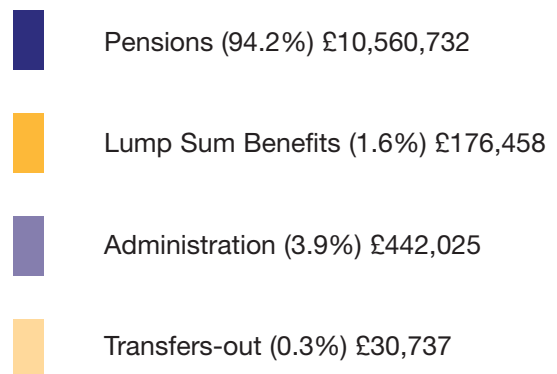 Pensions (94.2%) £10,560,732
Lump Sum Benefits (1.6%) £176,458
Administration (3.9%) £442,025
Transfers-out (0.3%) £30,737